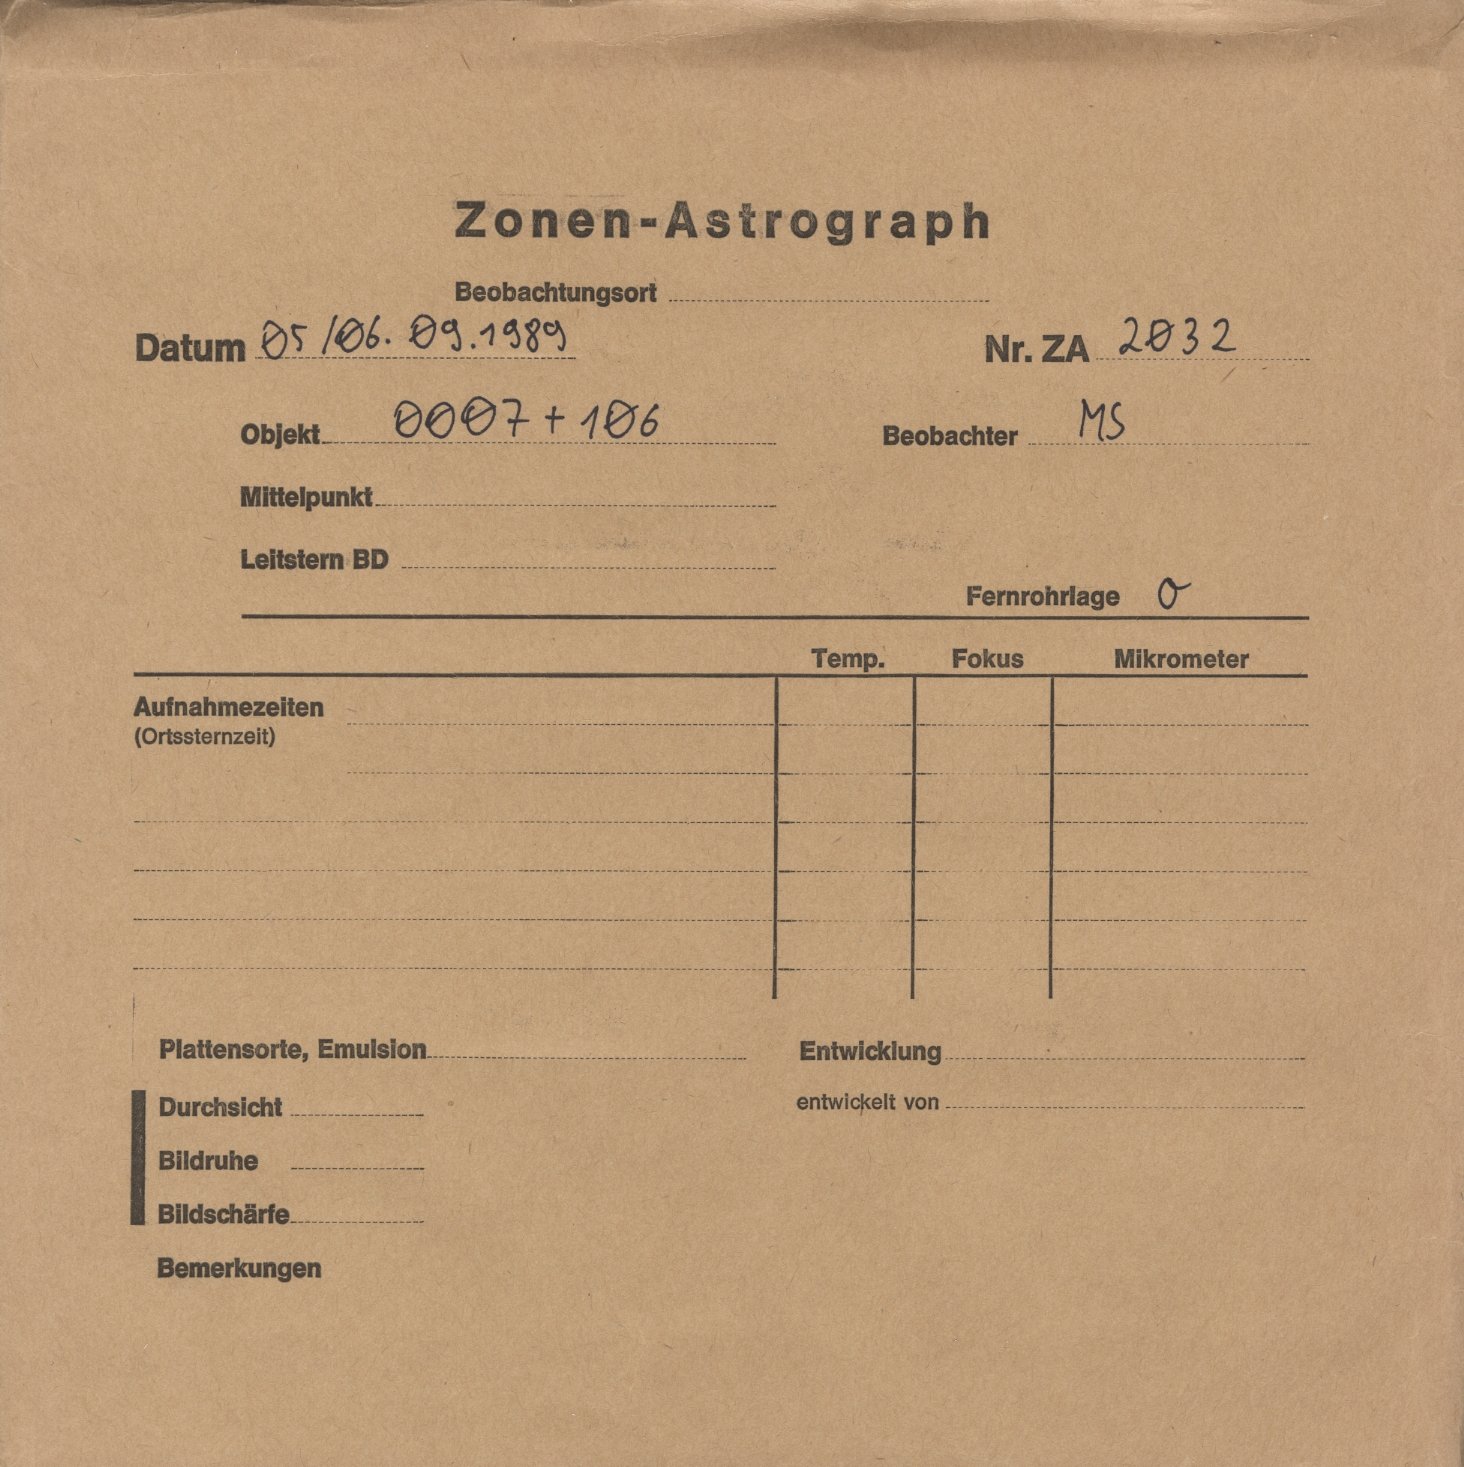 Zonen-Astrograph
Beobachtungsort
Datum 05/06.09.1989 Nr. ZA 2032
Objekt 0007+106 Beobachter MS
Mittelpunkt
Leitstern BD
Fernrohrlage O
Temp. Fokus Mikrometer
Aufnahmezeiten
(Ortssternzeit)
Plattensorte, Emulsion Entwicklung
Durchsicht entwickelt von
Bildruhe
Bildschärfe
Bemerkungen